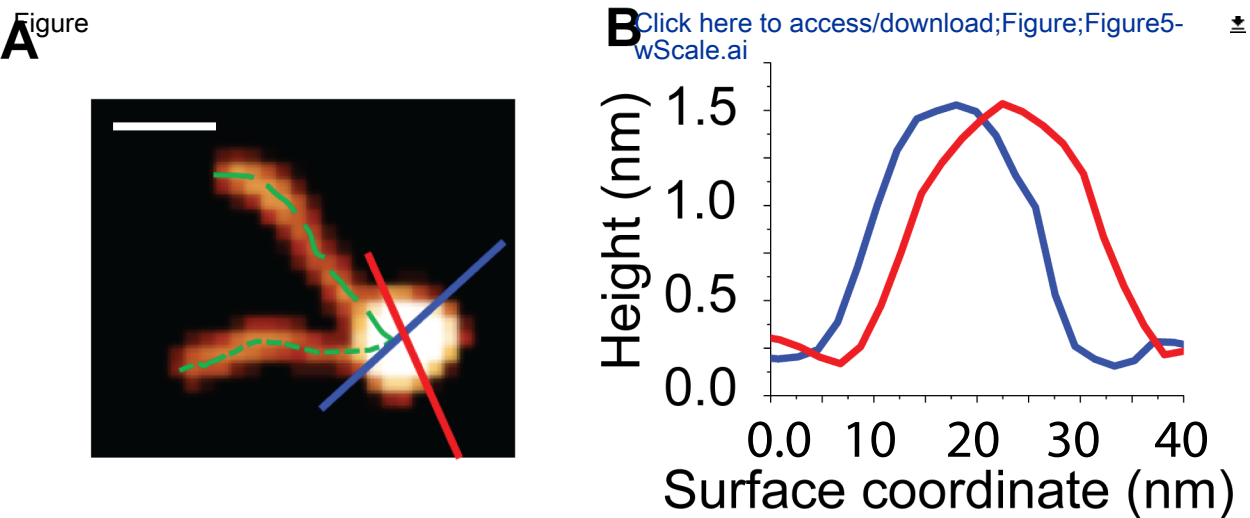 Figure
A
B
Click here to access/download;Figure;Figure5-
wScale.ai
Height (nm)
1.5
1.0
0.5
0.0
0.0 10 20 30 40
Surface coordinate (nm)